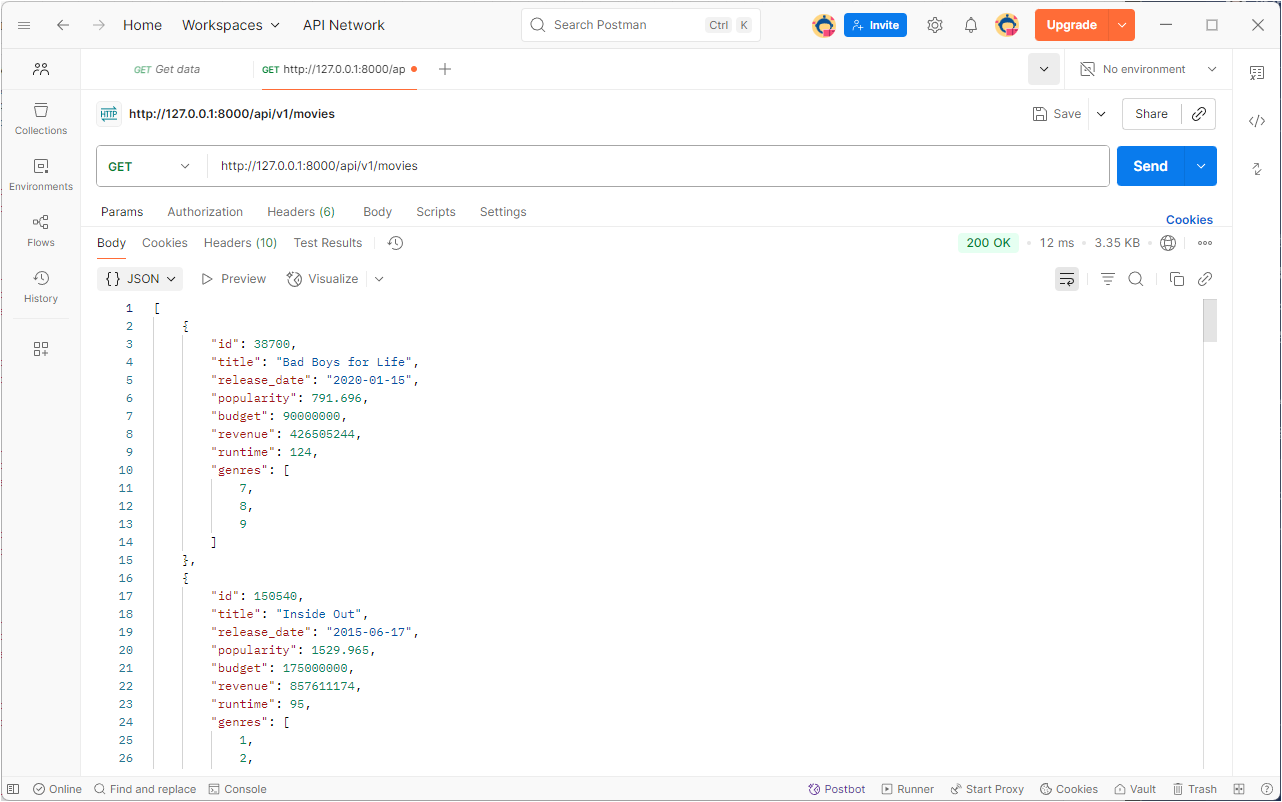 Home Workspaces API Network Search Postman Ctrl K Invite Upgrade
GET Get data GET http://127.0.0.1:8000/ap No environment
HTTP http://127.0.0.1:8000/api/v1/movies Save Share
GET http://127.0.0.1:8000/api/v1/movies Send
Params Authorization Headers (6) Body Scripts Settings
Cookies
Body Cookies Headers (10) Test Results 200 OK 12 ms 3.35 KB
{} JSON Preview Visualize
Collections
Environments
Flows
History
1 [
2 {
3 "id": 38700,
4 "title": "Bad Boys for Life",
5 "release_date": "2020-01-15",
6 "popularity": 791.696,
7 "budget": 90000000,
8 "revenue": 426505244,
9 "runtime": 124,
10 "genres": [
11 7,
12 8,
13 9
14 ]
15 },
16 {
17 "id": 150540,
18 "title": "Inside Out",
19 "release_date": "2015-06-17",
20 "popularity": 1529.965,
21 "budget": 175000000,
22 "revenue": 857611174,
23 "runtime": 95,
24 "genres": [
25 1,
26 2,
Online Find and replace Console Postbot Runner Start Proxy Cookies Vault Trash